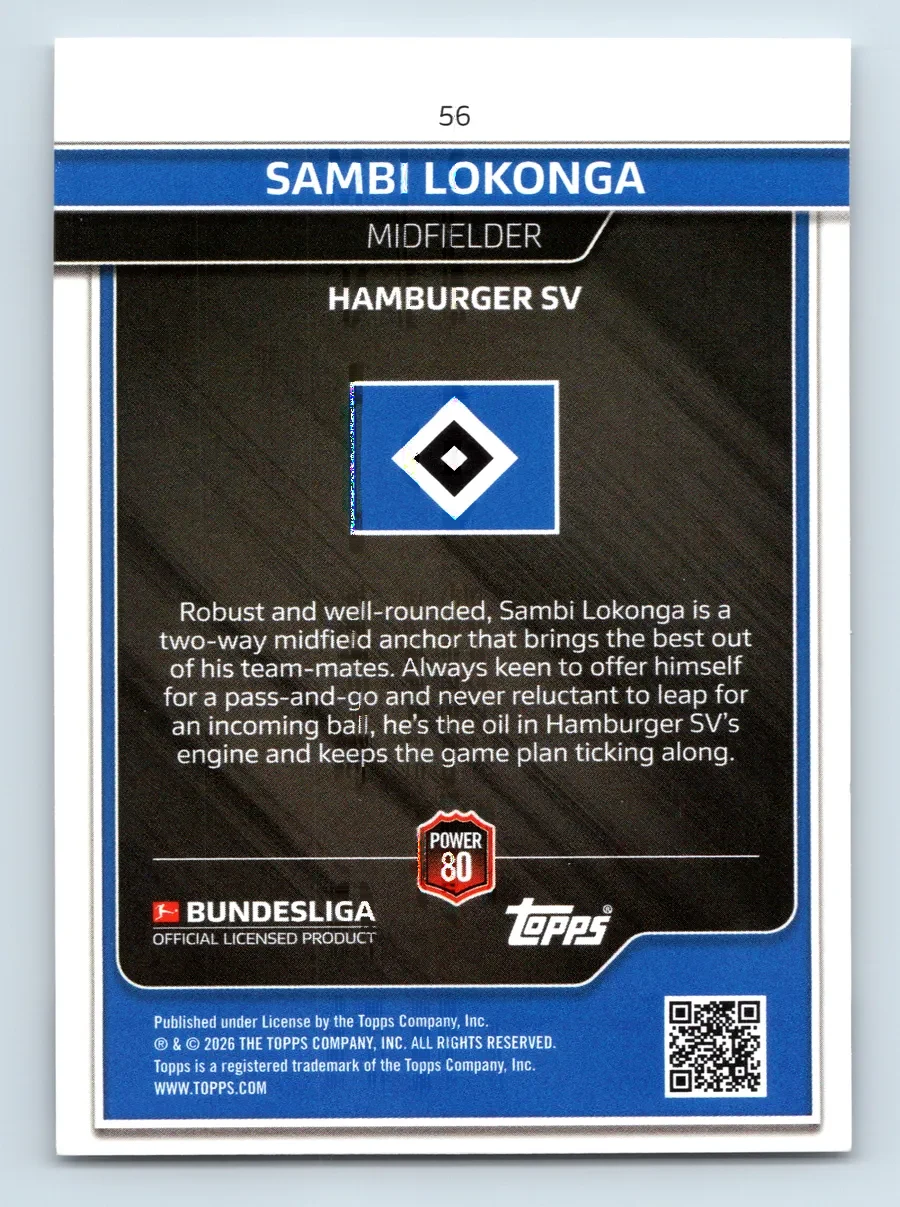 56
SAMBI LOKONGA
MIDFIELDER
HAMBURGER SV
Robust and well-rounded, Sambi Lokonga is a
two-way midfield anchor that brings the best out
of his team-mates. Always keen to offer himself
for a pass-and-go and never reluctant to leap for
an incoming ball, he's the oil in Hamburger SV's
engine and keeps the game plan ticking along.
POWER
80
BUNDESLIGA
OFFICIAL LICENSED PRODUCT
topps®
Published under License by the Topps Company, Inc.
® & © 2026 THE TOPPS COMPANY, INC. ALL RIGHTS RESERVED.
Topps is a registered trademark of the Topps Company, Inc.
WWW.TOPPS.COM